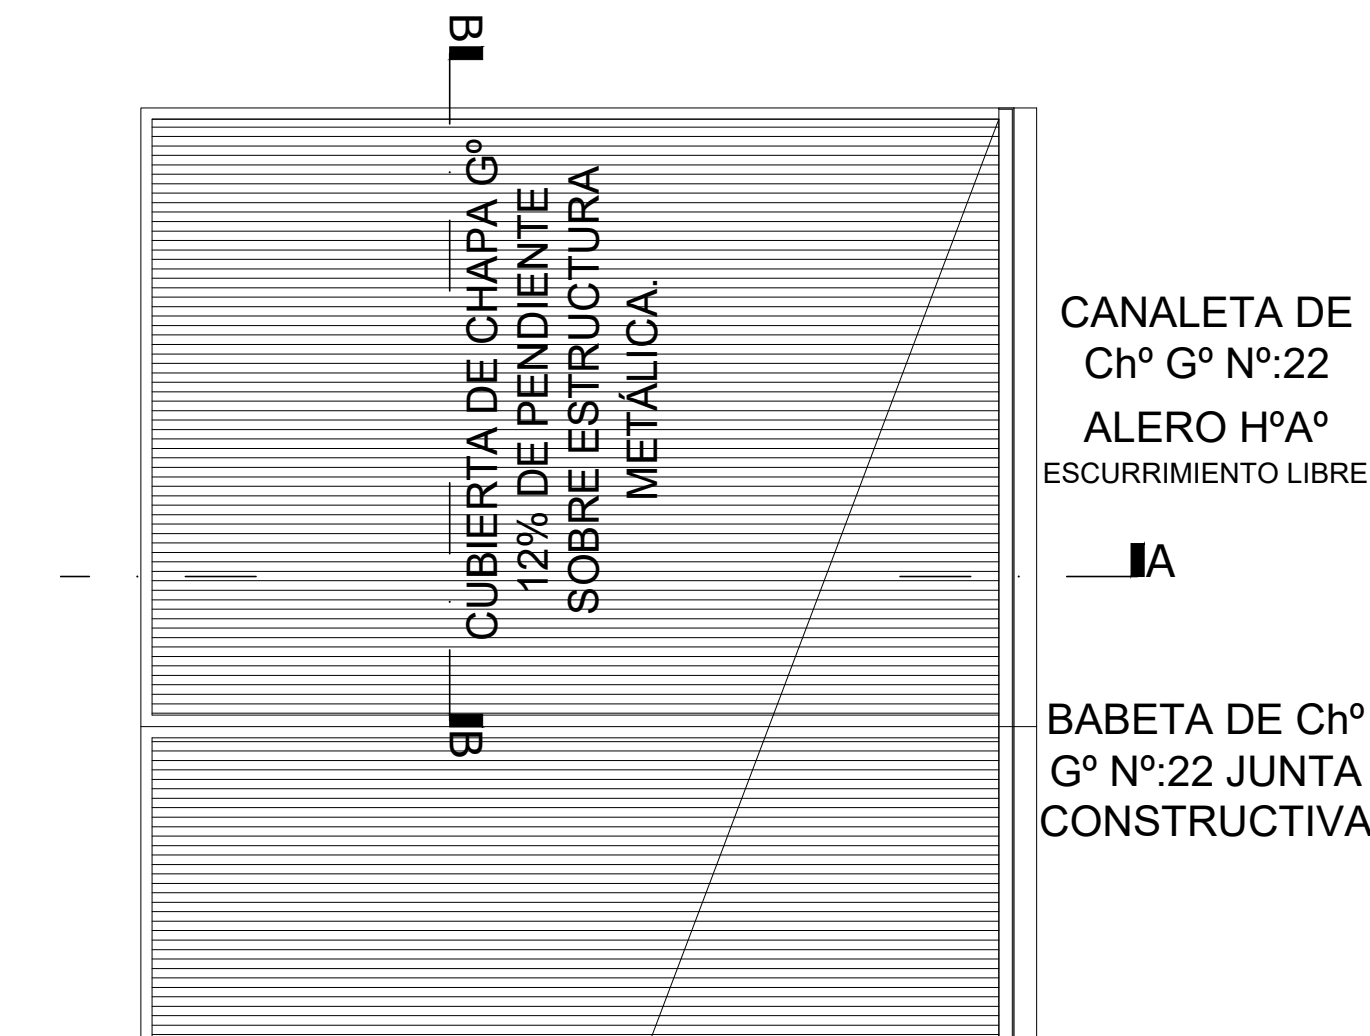 B
CUBIERTA DE CHAPA Gº
12% DE PENDIENTE
SOBRE ESTRUCTURA
METÁLICA.
B
CANALETA DE
Chº Gº Nº:22
ALERO HºAº
ESCURRIMIENTO LIBRE
A
BABETA DE Chº
Gº Nº:22 JUNTA
CONSTRUCTIVA